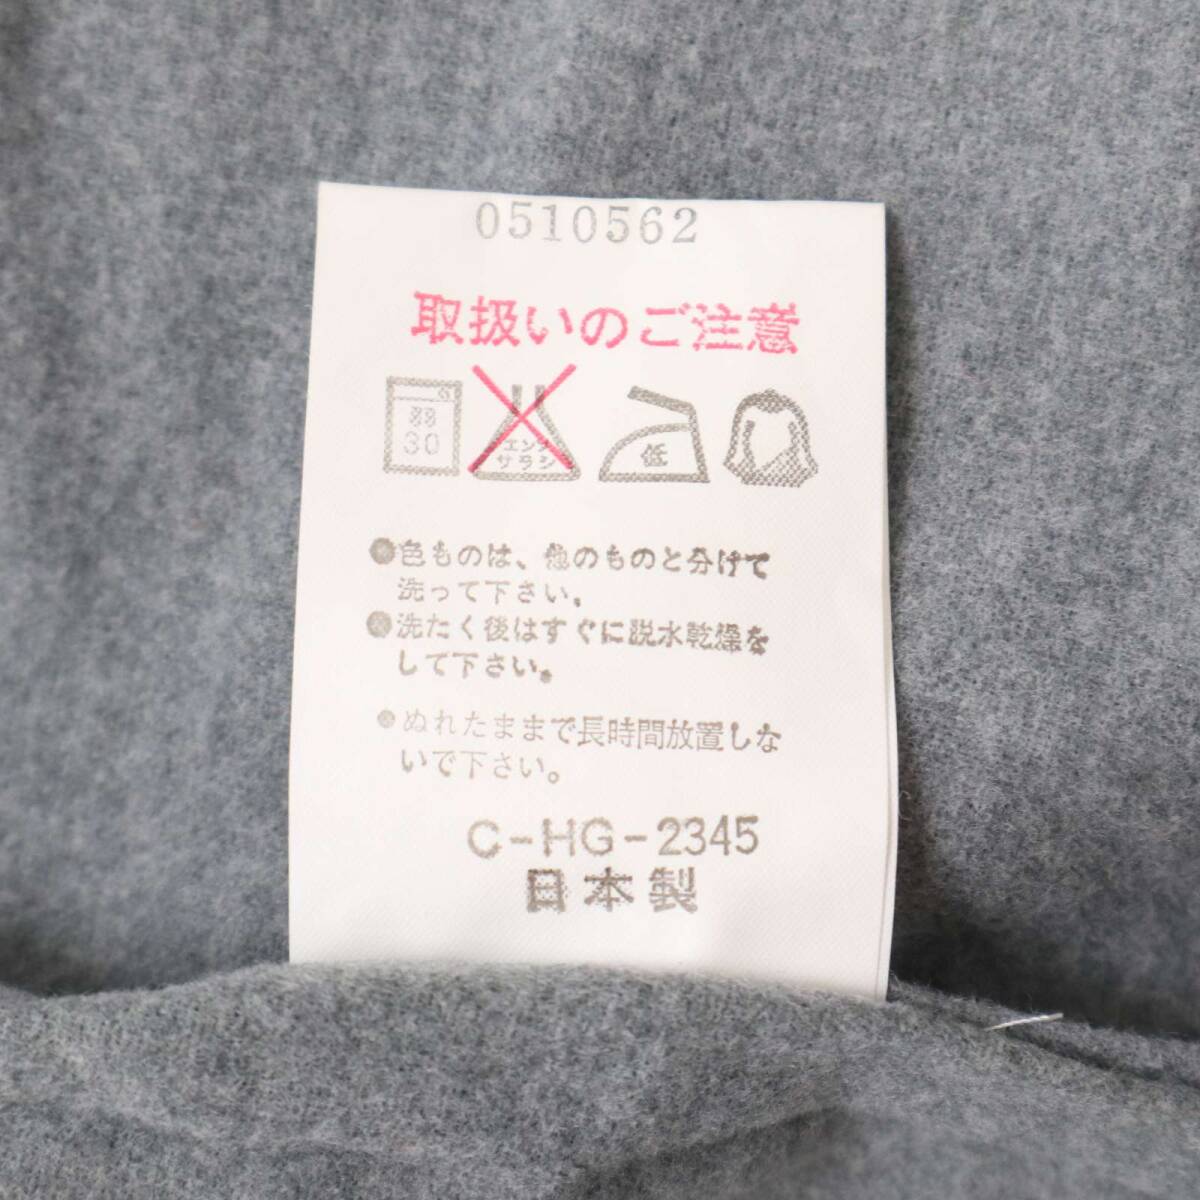 0510562
取扱いのご注意
弱
30
エンソ
サラシ
低
●色ものは、他のものと分けて
洗って下さい。
●洗たく後はすぐに脱水乾燥を
して下さい。
●ぬれたままで長時間放置しな
いで下さい。
C-HG-2345
日本製